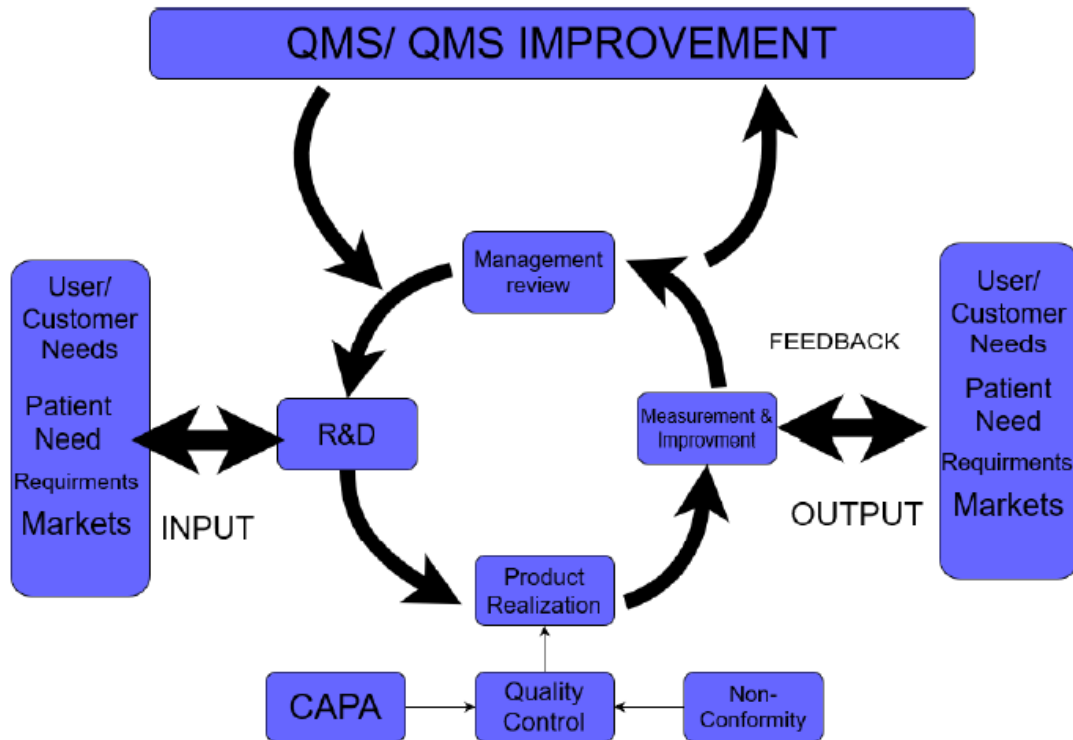 QMS/ QMS IMPROVEMENT
Management
review
User/
Customer
Needs
Patient
Need
Requirments
Markets
INPUT
R&D
Measurement &
Improvment
FEEDBACK
OUTPUT
User/
Customer
Needs
Patient
Need
Requirments
Markets
Product
Realization
CAPA
Quality
Control
Non-
Conformity